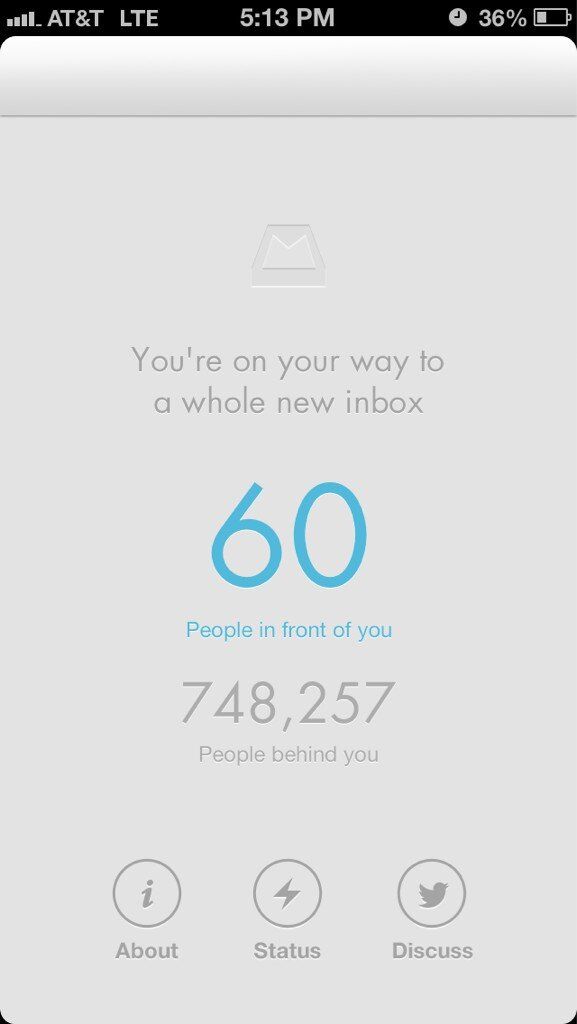 AT&T LTE 5:13 PM 36%
You're on your way to
a whole new inbox
60
People in front of you
748,257
People behind you
About Status Discuss